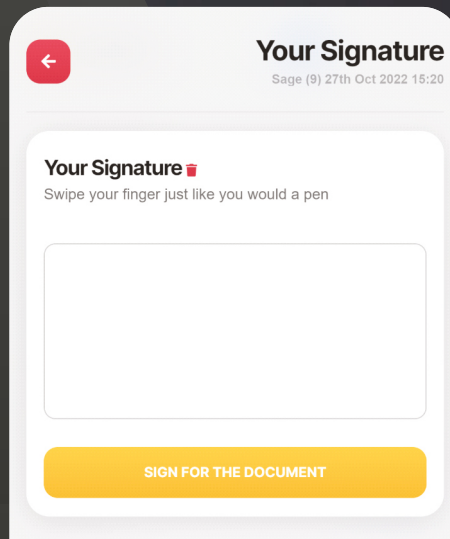 Your Signature
Sage (9) 27th Oct 2022 15:20
Your Signature
Swipe your finger just like you would a pen
SIGN FOR THE DOCUMENT